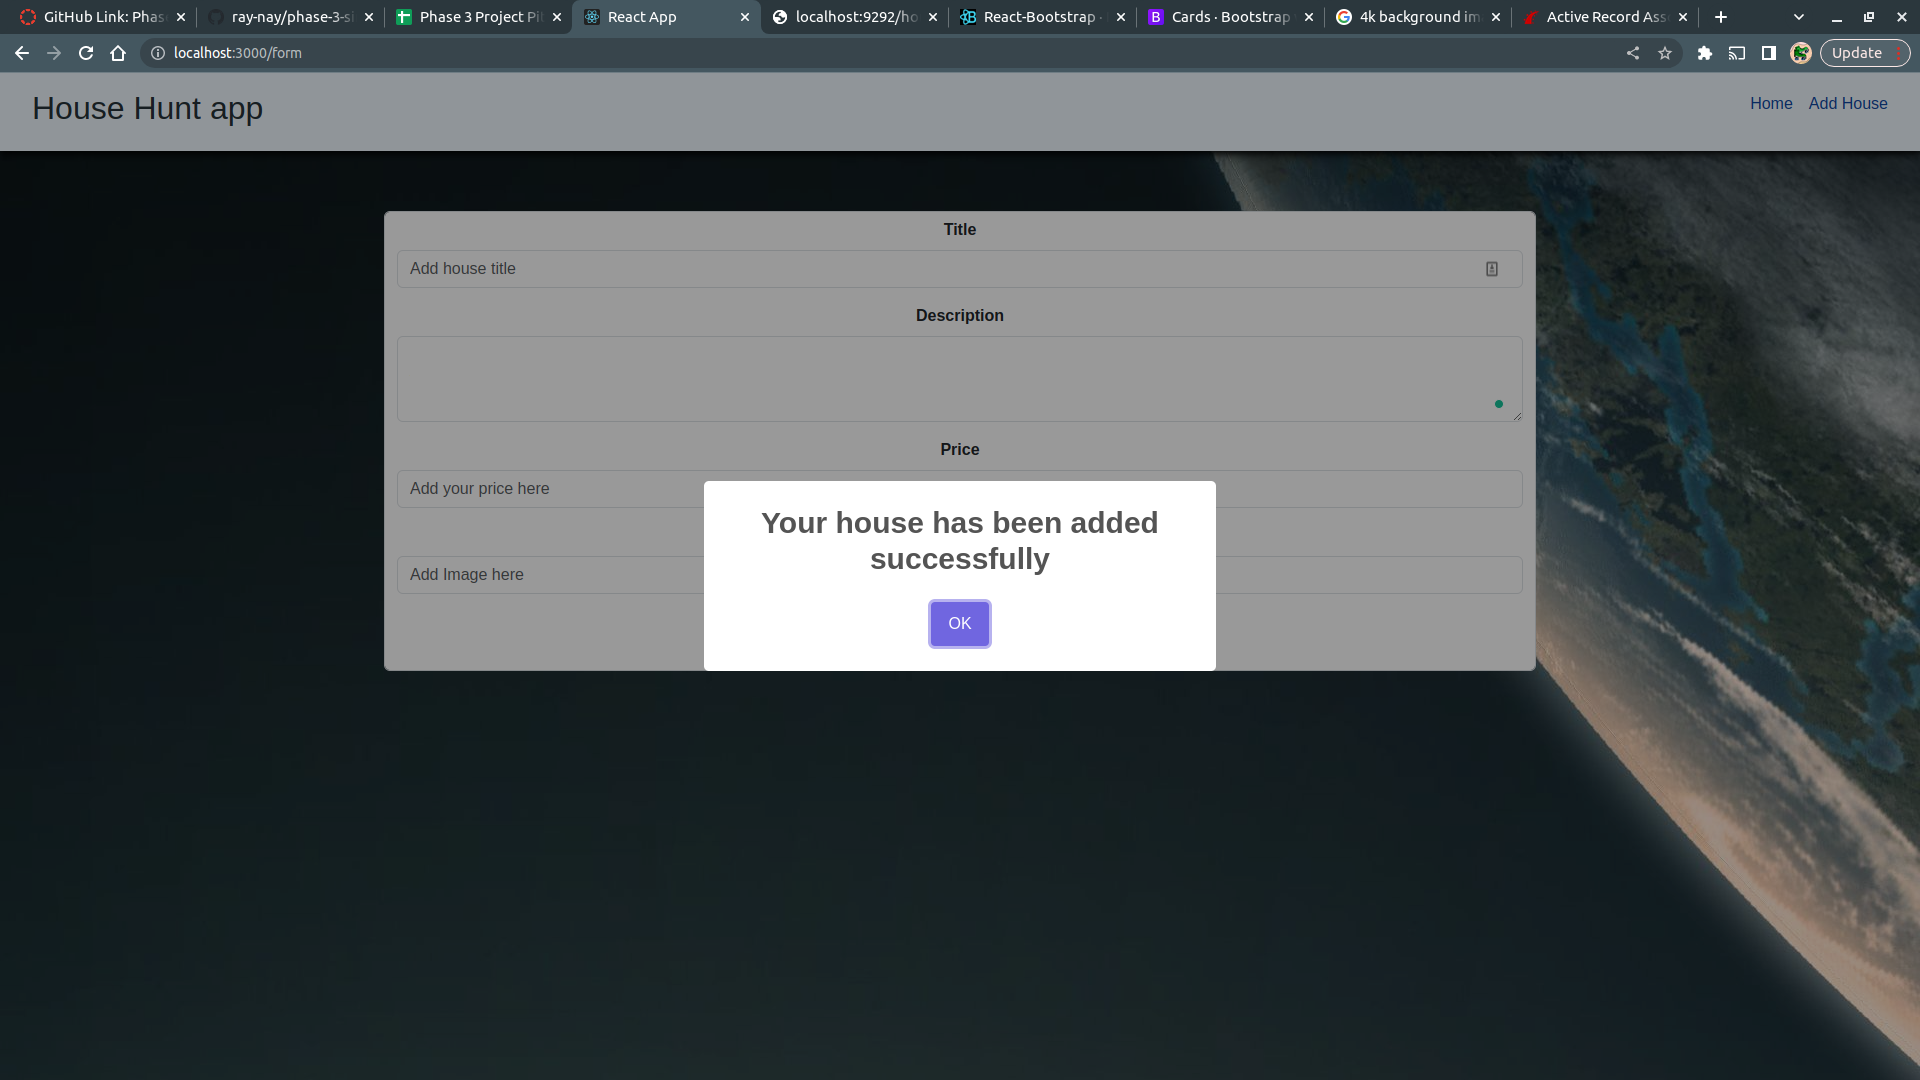 GitHub Link: Phas
ray-nay/phase-3-si
Phase 3 Project Pi
React App
localhost:9292/ho
React-Bootstrap ·
Cards · Bootstrap
4k background im
Active Record Ass
localhost:3000/form
Update
House Hunt app
Home
Add House
Title
Add house title
Description
Price
Add your price here
Your house has been added
successfully
Add Image here
OK